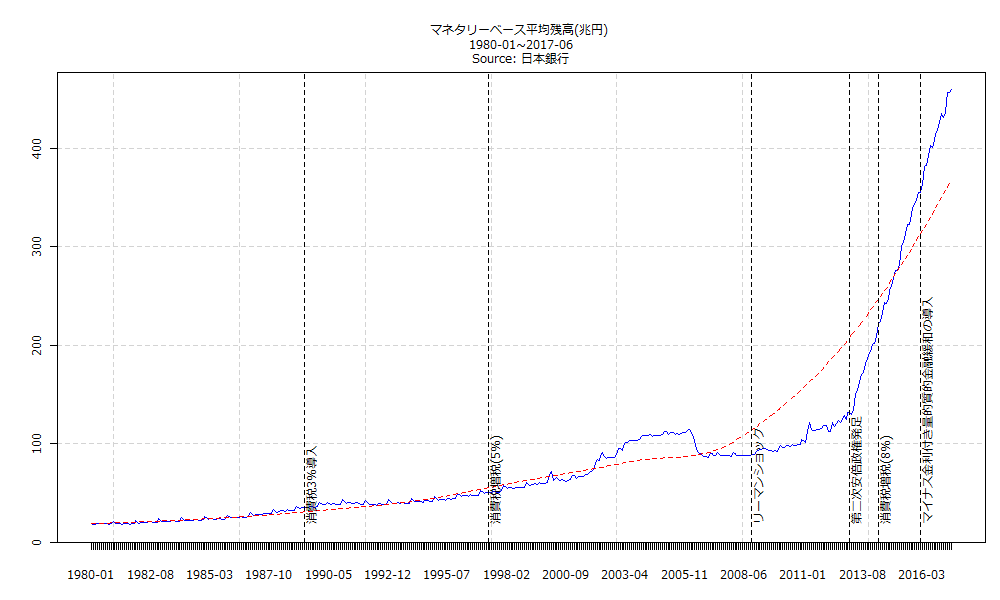 マネタリーベース平均残高(兆円)
1980-01~2017-06
Source: 日本銀行
400
300
200
100
0
消費税3%導入
消費税増税(5%)
リーマンショック
第二次安倍政権発足
消費税増税(8%)
マイナス金利付き量的質的金融緩和の導入
1980-01 1982-08 1985-03 1987-10 1990-05 1992-12 1995-07 1998-02 2000-09 2003-04 2005-11 2008-06 2011-01 2013-08 2016-03